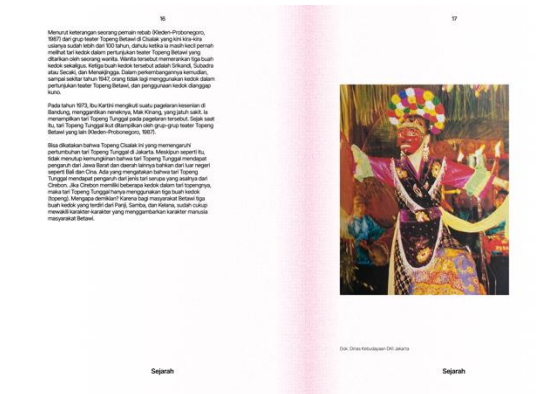 16
Menurut keterangan seorang pemain rebab (Kleden-Probonegoro,
1987) dari grup teater Topeng Betawi di Cisalak yang kini kira-kira
usianya sudah lebih dari 100 tahun, dahulu ketika ia masih kecil pernah
melihat tari kedok dalam pertunjukan teater Topeng Betawi yang
ditarikan oleh seorang wanita. Wanita tersebut memerankan tiga buah
kedok sekaligus. Ketiga buah kedok tersebut adalah Srikandi, Subadra
atau Secaki, dan Menakjingga. Dalam perkembangannya kemudian,
sampai sekitar tahun 1947, orang tidak lagi menggunakan kedok dalam
pertunjukan teater Topeng Betawi, dan penggunaan kedok dianggap
kuno.
Pada tahun 1973, Ibu Kartini mengikuti suatu pagelaran kesenian di
Bandung, menggantikan neneknya, Mak Kinang, yang jatuh sakit. Ia
menampilkan tari Topeng Tunggal pada pagelaran tersebut. Sejak saat
itu, tari Topeng Tunggal ikut ditampilkan oleh grup-grup teater Topeng
Betawi yang lain (Kleden-Probonegoro, 1987).
Bisa dikatakan bahwa Topeng Cisalak ini yang memengaruhi
pertumbuhan tari Topeng Tunggal di Jakarta. Meskipun seperti itu,
tidak menutup kemungkinan bahwa tari Topeng Tunggal mendapat
pengaruh dari Jawa Barat dan daerah lainnya bahkan dari luar negeri
seperti Bali dan Cina. Ada yang mengatakan bahwa tari Topeng
Tunggal mendapat pengaruh dari jenis tari serupa yang asalnya dari
Cirebon. Jika Cirebon memiliki beberapa kedok dalam tari topengnya,
maka tari Topeng Tunggal hanya menggunakan tiga buah kedok
(topeng). Mengapa demikian? Karena bagi masyarakat Betawi tiga
buah kedok yang terdiri dari Panji, Samba, dan Kelana, sudah cukup
mewakili karakter-karakter yang menggambarkan karakter manusia
masyarakat Betawi.
Sejarah
17
Dok: Dinas Kebudayaan DKI Jakarta
Sejarah